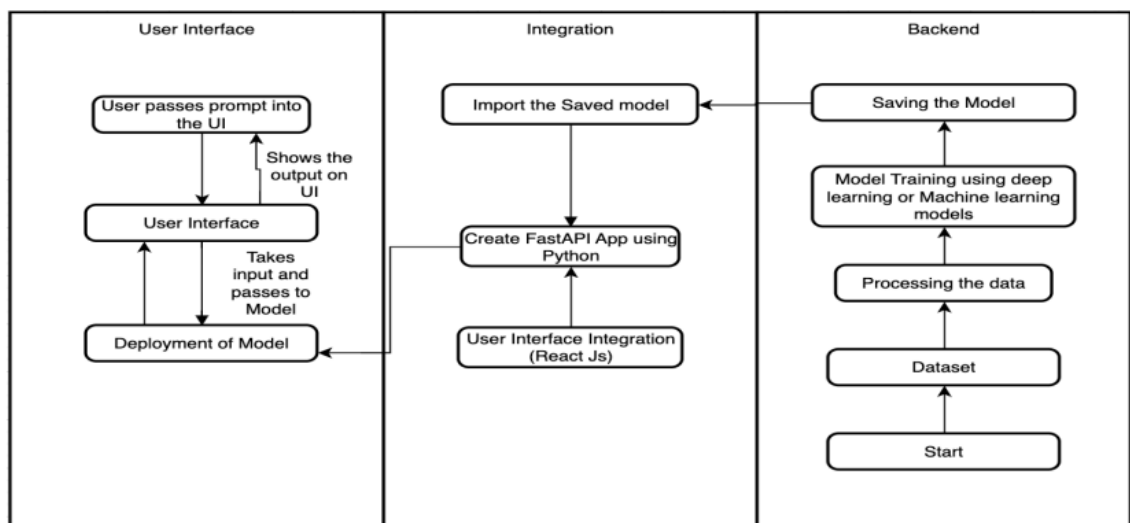 User Interface
User passes prompt into
the UI
Shows the
output on
UI
User Interface
Takes
input and
passes to
Model
Deployment of Model
Integration
Import the Saved model
Create FastAPI App using
Python
User Interface Integration
(React Js)
Backend
Saving the Model
Model Training using deep
learning or Machine learning
models
Processing the data
Dataset
Start